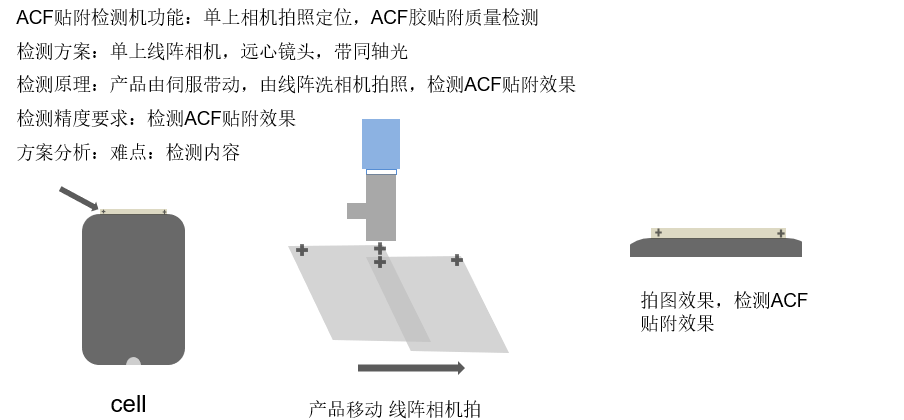 ACF贴附检测机功能：单上相机拍照定位，ACF胶贴附质量检测
检测方案：单上线阵相机，远心镜头，带同轴光
检测原理：产品由伺服带动，由线阵洗相机拍照，检测ACF贴附效果
检测精度要求：检测ACF贴附效果
方案分析：难点：检测内容
拍图效果，检测ACF
贴附效果
cell
产品移动 线阵相机拍